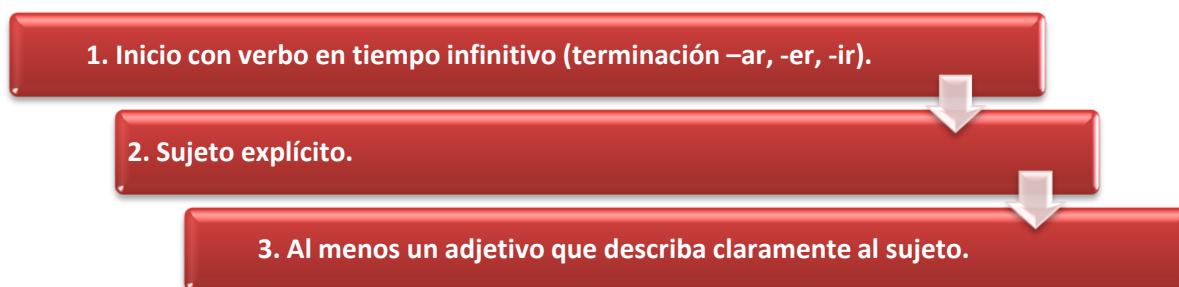 1. Inicio con verbo en tiempo infinitivo (terminación –ar, -er, -ir).
2. Sujeto explícito.
3. Al menos un adjetivo que describa claramente al sujeto.